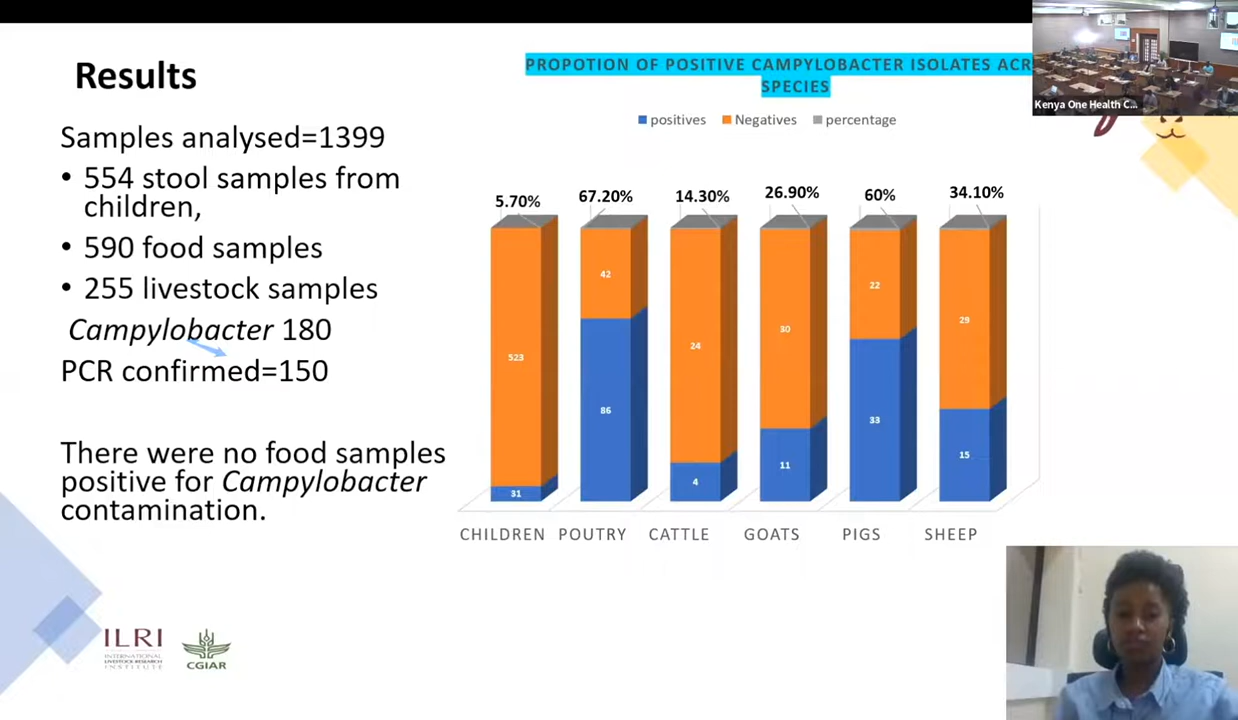 Results
Samples analysed=1399
• 554 stool samples from
children,
• 590 food samples
• 255 livestock samples
Campylobacter 180
PCR confirmed=150
There were no food samples
positive for Campylobacter
contamination.
PROPOTION OF POSITIVE CAMPYLOBACTER ISOLATES ACR
SPECIES
positives Negatives percentage
5.70% 67.20% 14.30% 26.90% 60% 34.10%
523 42 24 30 22 29
31 86 4 11 33 15
CHILDREN POUTRY CATTLE GOATS PIGS SHEEP
Kenya One Health C...
ILRI
INTERNATIONAL
LIVESTOCK RESEARCH
INSTITUTE
CGIAR